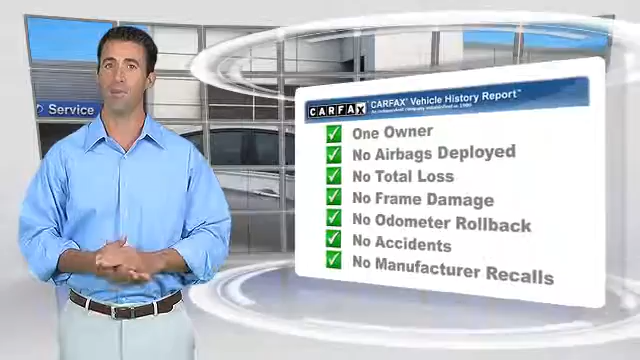 Service
CARFAX CARFAX Vehicle History Report™
One Owner
No Airbags Deployed
No Total Loss
No Frame Damage
No Odometer Rollback
No Accidents
No Manufacturer Recalls